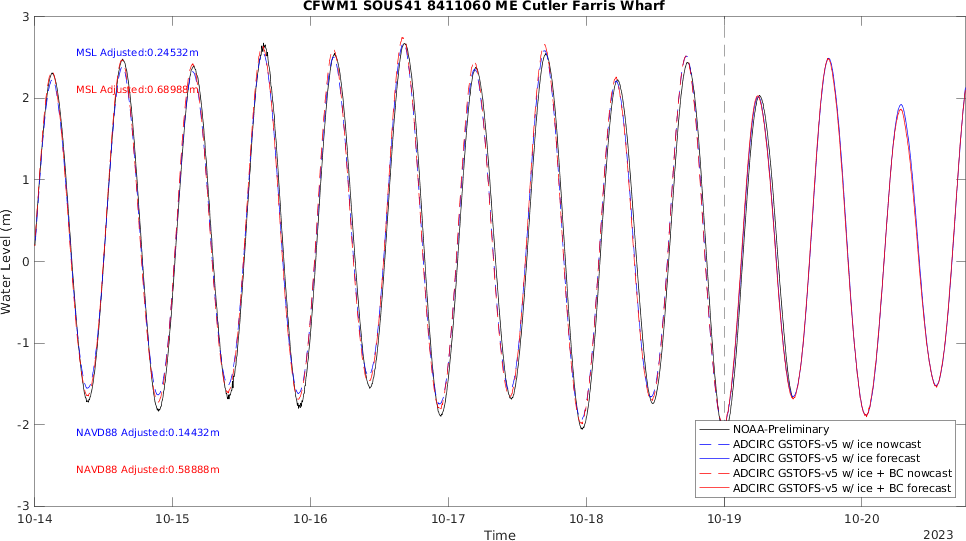 CFWM1 SOUS41 8411060 ME Cutler Farris Wharf
3
MSL Adjusted:0.24532m
MSL Adjusted:0.68988m
2
1
Water Level (m)
0
-1
-2
NAVD88 Adjusted:0.14432m
NAVD88 Adjusted:0.58888m
NOAA-Preliminary
ADCIRC GSTOFS-v5 w/ ice nowcast
ADCIRC GSTOFS-v5 w/ ice forecast
ADCIRC GSTOFS-v5 w/ ice + BC nowcast
ADCIRC GSTOFS-v5 w/ ice + BC forecast
-3
10-14 10-15 10-16 10-17 10-18 10-19 10-20
Time
2023